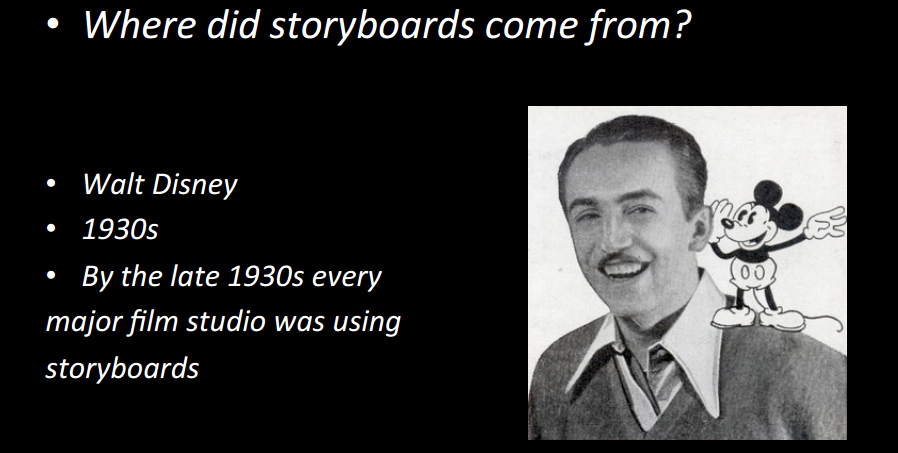 • Where did storyboards come from?
• Walt Disney
• 1930s
• By the late 1930s every
major film studio was using
storyboards